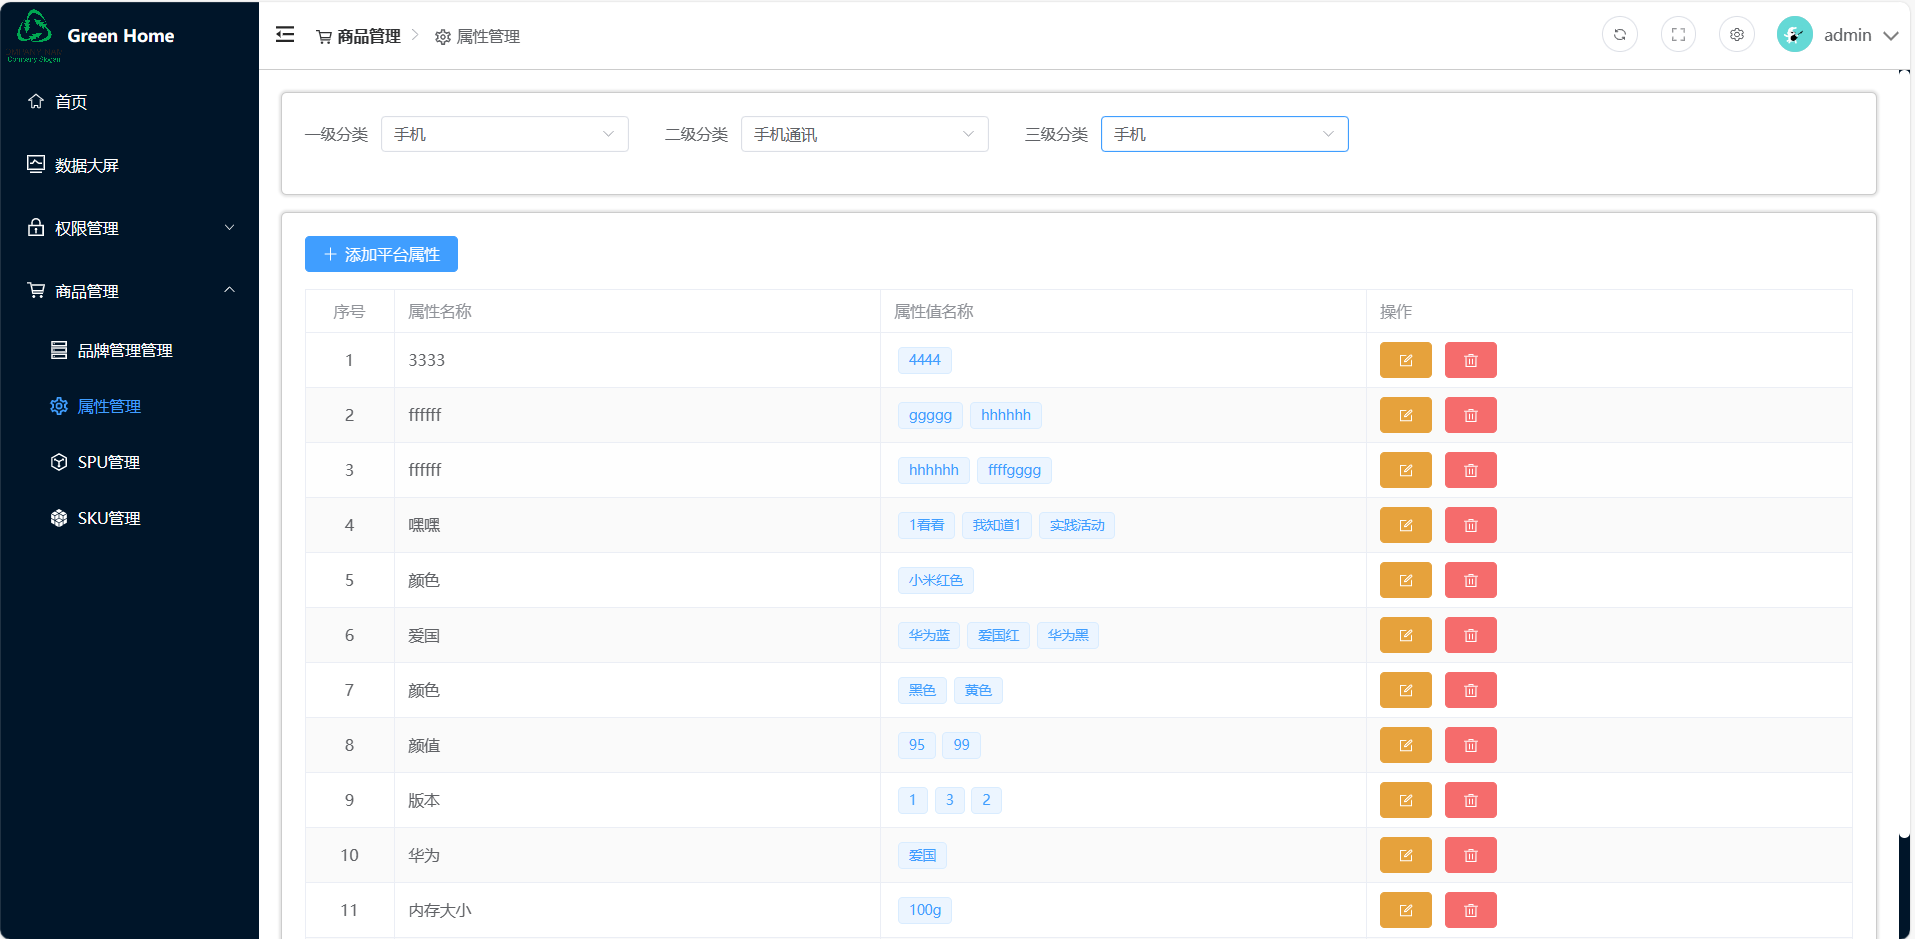 Green Home
Company Slogan
首页
数据大屏
权限管理
商品管理
品牌管理管理
属性管理
SPU管理
SKU管理
商品管理 属性管理
admin
一级分类 手机 二级分类 手机通讯 三级分类 手机
添加平台属性
序号 属性名称 属性值名称 操作
1 3333 4444
2 ffffff ggggg hhhhhh
3 ffffff hhhhhh ffffgggg
4 嘿嘿 1看看 我知道1 实践活动
5 颜色 小米红色
6 爱国 华为蓝 爱国红 华为黑
7 颜色 黑色 黄色
8 颜值 95 99
9 版本 1 3 2
10 华为 爱国
11 内存大小 100g